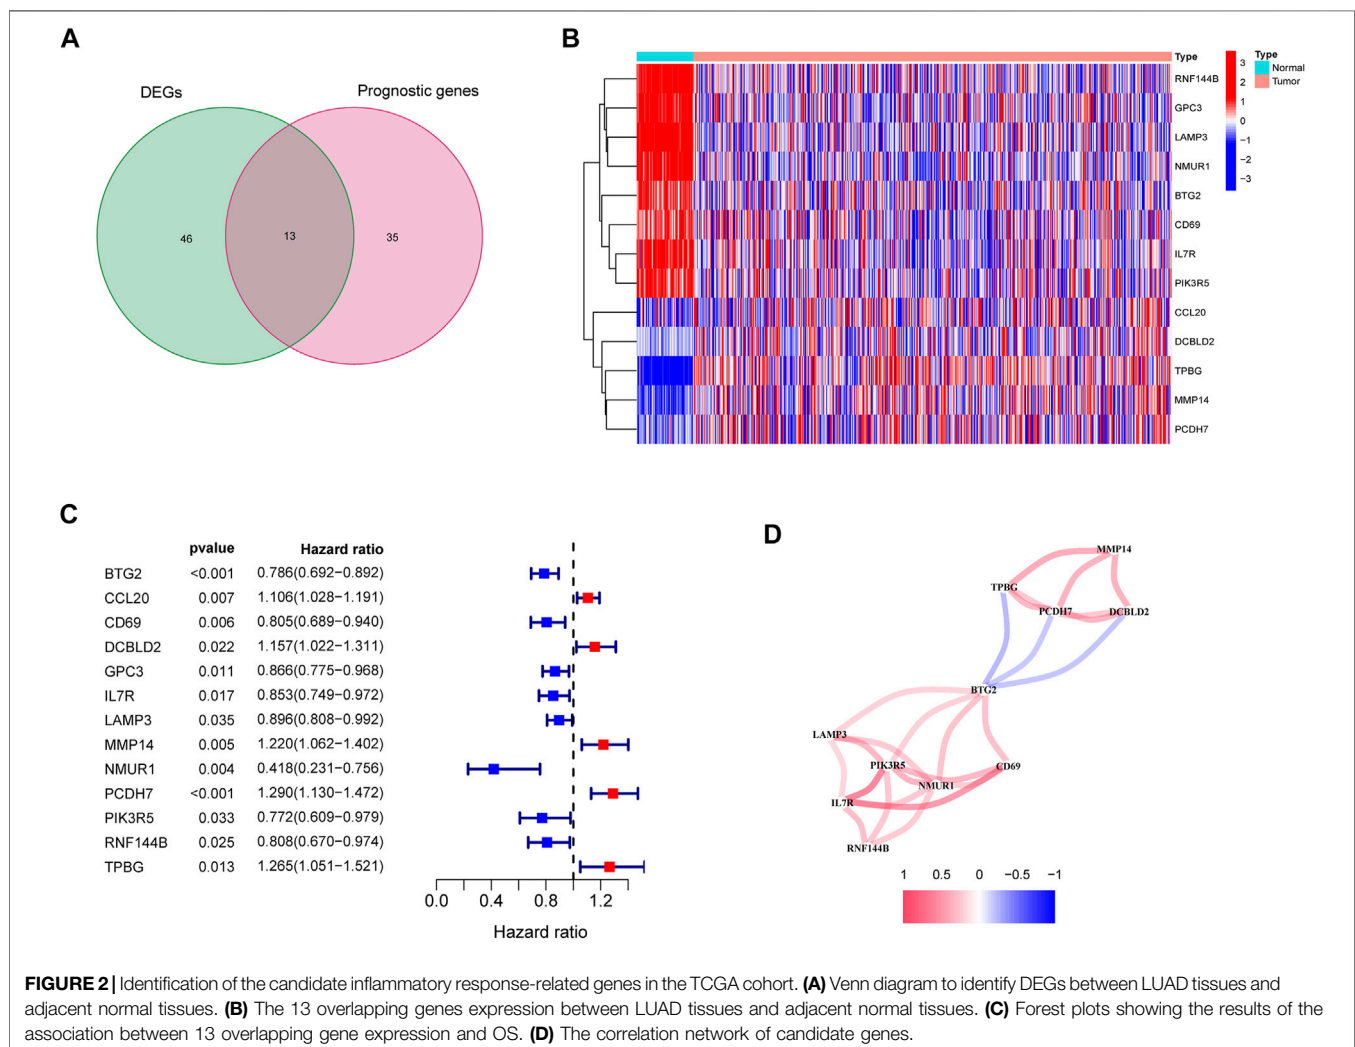 A
DEGs
Prognostic genes
46
13
35
B
Type
RNF144B
GPC3
LAMP3
NMUR1
BTG2
CD69
IL7R
PIK3R5
CCL20
DCBLD2
TPBG
MMP14
PCDH7
3
2
1
0
−1
−2
−3
Type
Normal
Tumor
C
pvalue Hazard ratio
BTG2 <0.001 0.786(0.692−0.892)
CCL20 0.007 1.106(1.028−1.191)
CD69 0.006 0.805(0.689−0.940)
DCBLD2 0.022 1.157(1.022−1.311)
GPC3 0.011 0.866(0.775−0.968)
IL7R 0.017 0.853(0.749−0.972)
LAMP3 0.035 0.896(0.808−0.992)
MMP14 0.005 1.220(1.062−1.402)
NMUR1 0.004 0.418(0.231−0.756)
PCDH7 <0.001 1.290(1.130−1.472)
PIK3R5 0.033 0.772(0.609−0.979)
RNF144B 0.025 0.808(0.670−0.974)
TPBG 0.013 1.265(1.051−1.521)
0.0 0.4 0.8 1.2
Hazard ratio
D
MMP14
TPBG
PCDH7
DCBLD2
BTG2
LAMP3
PIK3R5
CD69
NMUR1
IL7R
RNF144B
1 0.5 0 −0.5 −1
FIGURE 2 | Identification of the candidate inflammatory response-related genes in the TCGA cohort. (A) Venn diagram to identify DEGs between LUAD tissues and
adjacent normal tissues. (B) The 13 overlapping genes expression between LUAD tissues and adjacent normal tissues. (C) Forest plots showing the results of the
association between 13 overlapping gene expression and OS. (D) The correlation network of candidate genes.